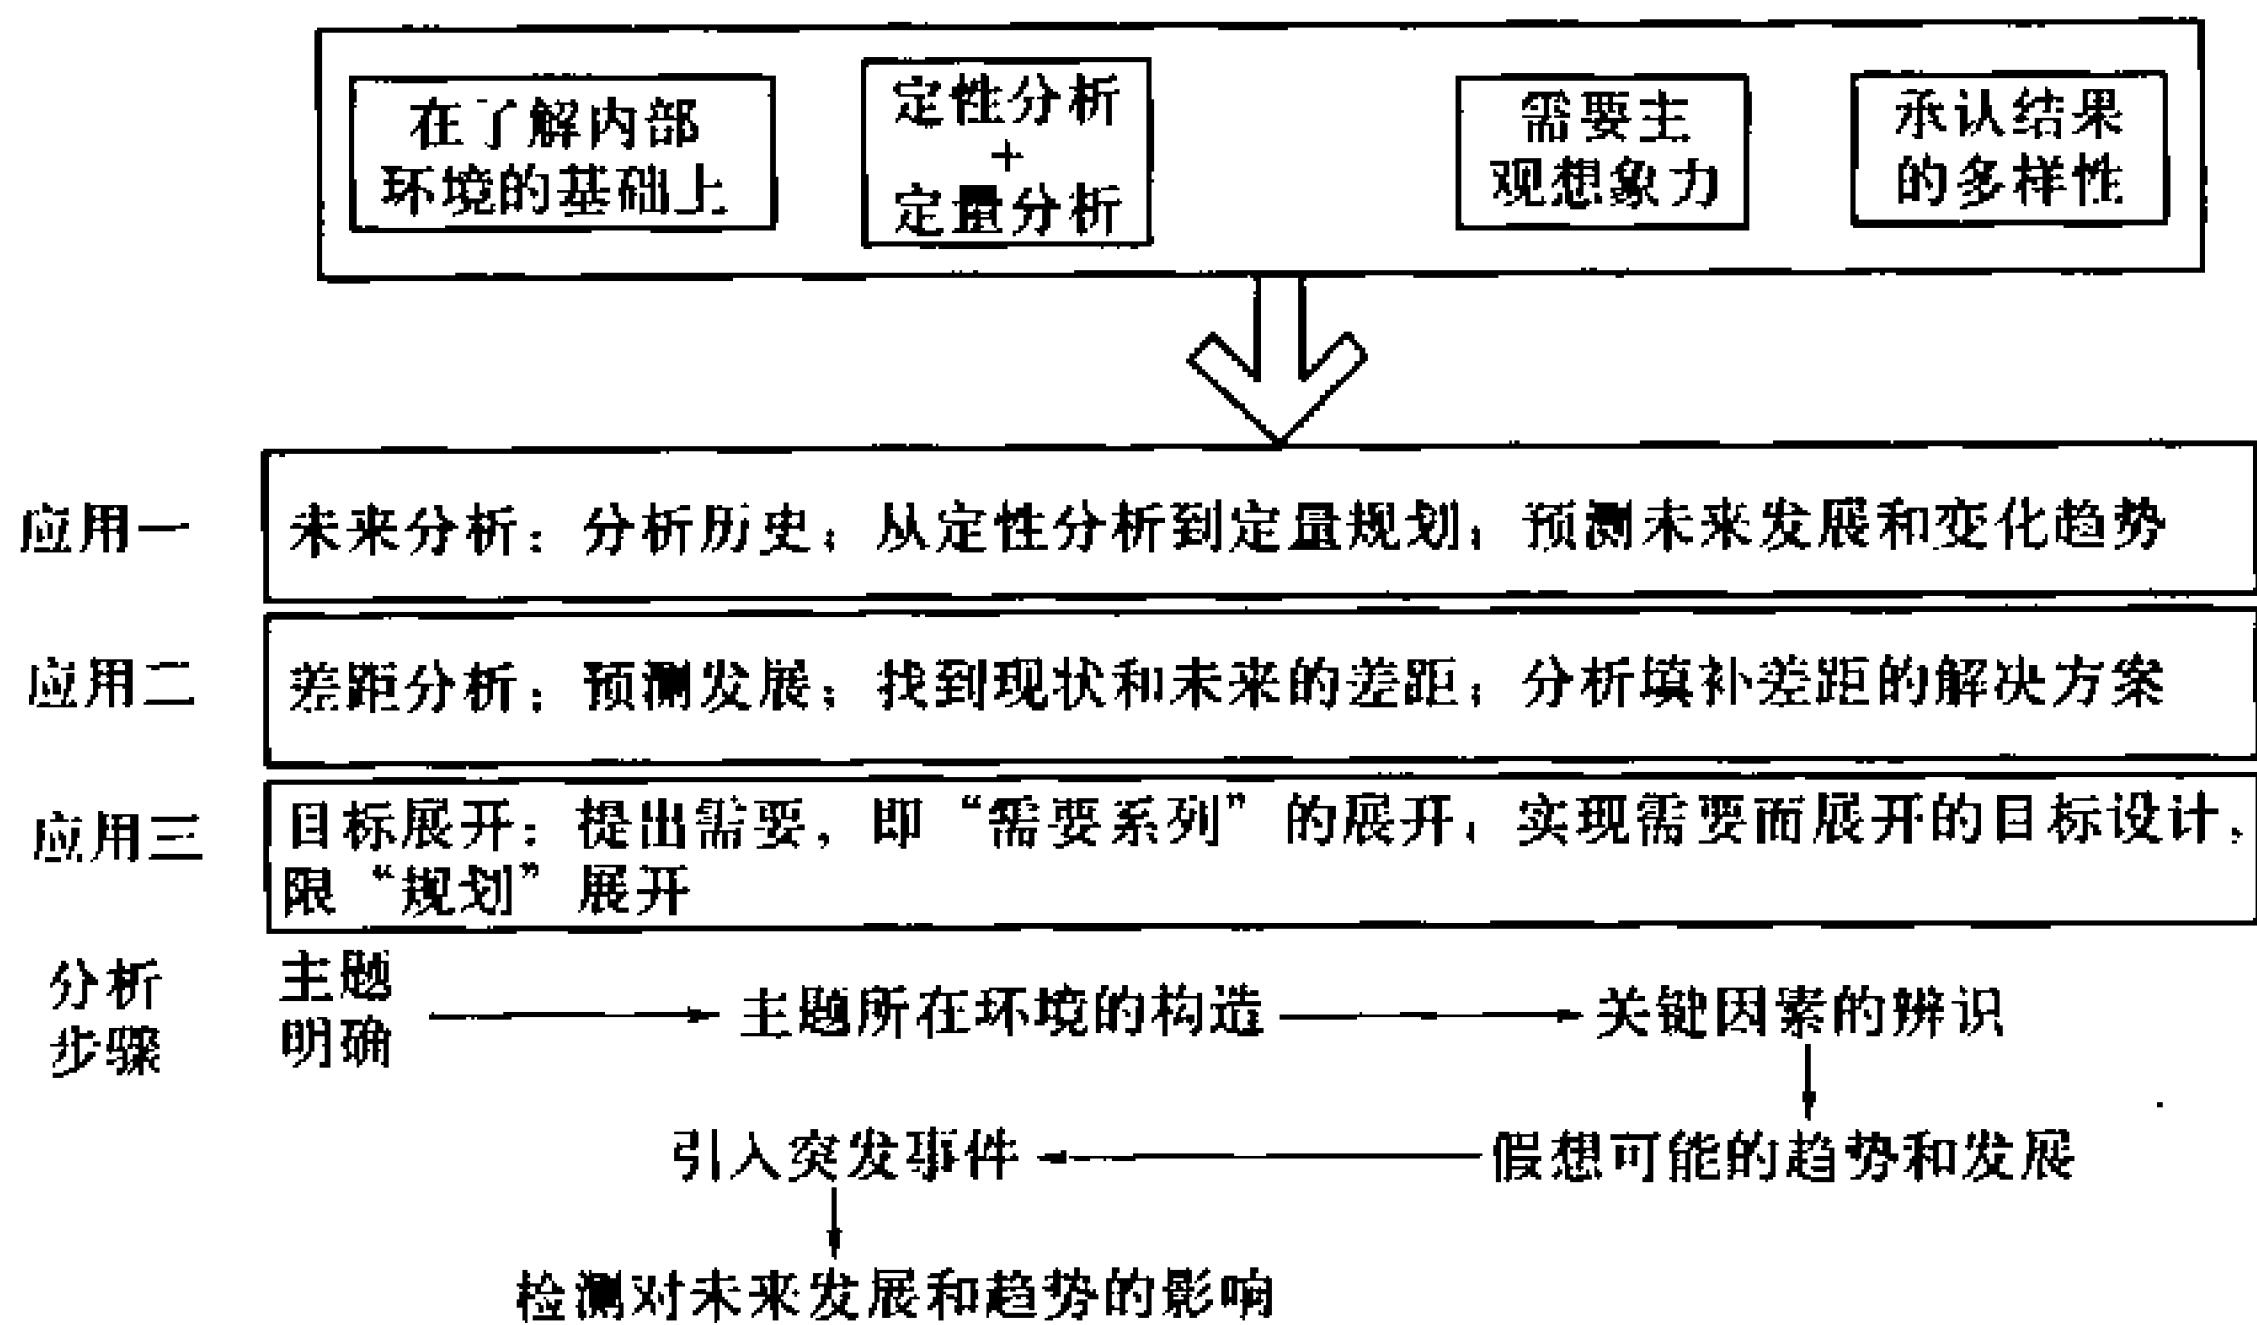 在了解内部
环境的基础上
定性分析
+
定量分析
需要主
观想象力
承认结果
的多样性
应用一
未来分析：分析历史；从定性分析到定量规划；预测未来发展和变化趋势
应用二
差距分析：预测发展；找到现状和未来的差距；分析填补差距的解决方案
应用三
目标展开：提出需要，即“需要系列”的展开，实现需要而展开的目标设计，
限“规划”展开
分析
步骤
主题
明确
主题所在环境的构造
关键因素的辨识
引入突发事件
假想可能的趋势和发展
检测对未来发展和趋势的影响